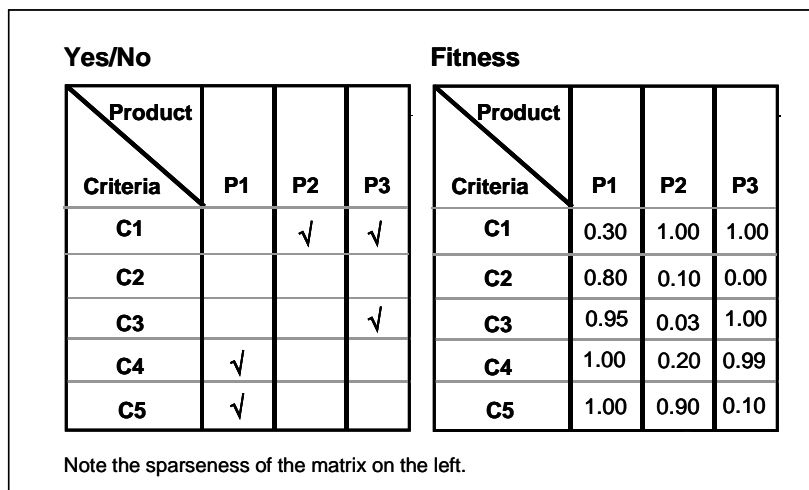 Yes/No
Product
Criteria P1 P2 P3
C1 √ √
C2
C3 √
C4 √
C5 √
Fitness
Product
Criteria P1 P2 P3
C1 0.30 1.00 1.00
C2 0.80 0.10 0.00
C3 0.95 0.03 1.00
C4 1.00 0.20 0.99
C5 1.00 0.90 0.10
Note the sparseness of the matrix on the left.